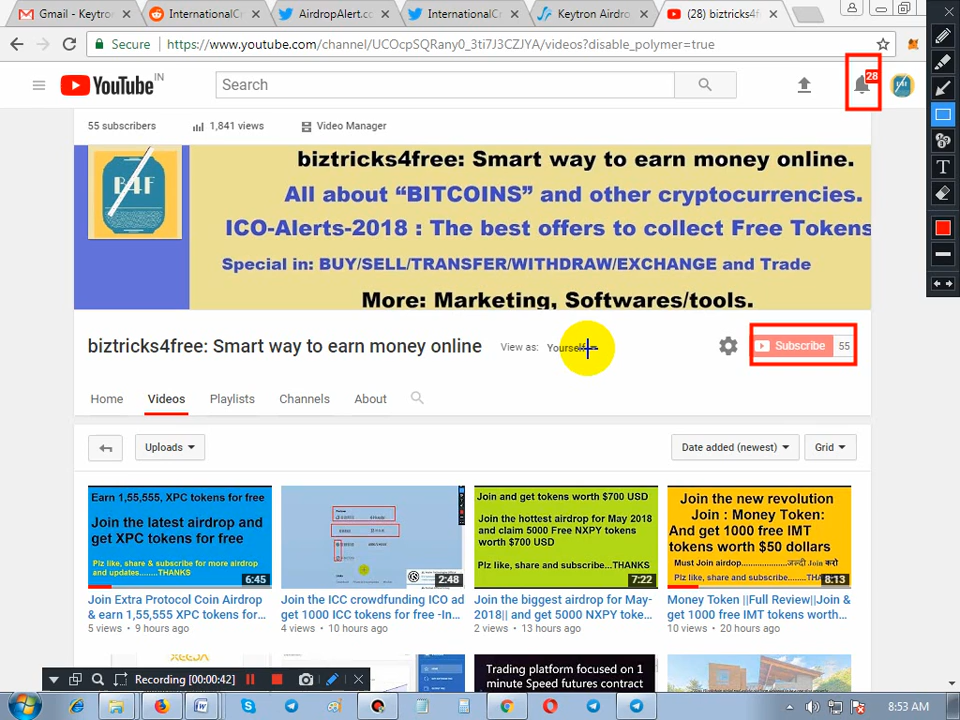 Gmail - Keytro
InternationalCr
AirdropAlert.co
InternationalC
Keytron Airdro
(28) biztricks4f
Secure
https://www.youtube.com/channel/UCOcpSQRany0_3ti7J3CZJYA/videos?disable_polymer=true
YouTube IN
Search
28
55 subscribers
1,841 views
Video Manager
B4F
biztricks4free: Smart way to earn money online.
All about “BITCOINS” and other cryptocurrencies.
ICO-Alerts-2018 : The best offers to collect Free Tokens
Special in: BUY/SELL/TRANSFER/WITHDRAW/EXCHANGE and Trade
More: Marketing, Softwares/tools.
biztricks4free: Smart way to earn money online
View as:
Yourself
Subscribe
55
Home
Videos
Playlists
Channels
About
Uploads
Date added (newest)
Grid
Earn 1,55,555, XPC tokens for free
Join the latest airdrop and
get XPC tokens for free
Plz like, share & subscribe for more airdrop
and updates........THANKS
6:45
Join Extra Protocol Coin Airdrop
& earn 1,55,555 XPC tokens for...
5 views • 9 hours ago
2:48
Join the ICC crowdfunding ICO ad
get 1000 ICC tokens for free -In...
4 views • 10 hours ago
Join and get tokens worth $700 USD
Join the hottest airdrop for May 2018
and claim 5000 Free NXPY tokens
worth $700 USD
Plz like, share and subscribe...THANKS
7:22
Join the biggest airdrop for May-
2018|| and get 5000 NXPY toke...
2 views • 13 hours ago
Join the new revolution
Join : Money Token:
And get 1000 free IMT
tokens worth $50 dollars
Must Join airdrop........जल्दी Join करो
Plz like, share and subscribe.......THA
8:13
Money Token ||Full Review||Join &
get 1000 free IMT tokens worth...
10 views • 20 hours ago
Trading platform focused on 1
minute Speed futures contract
Recording [00:00:42]
T
8:53 AM